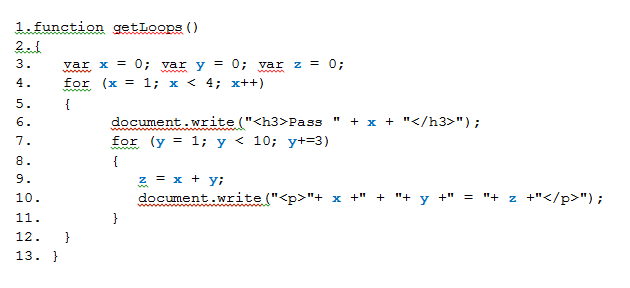 1.function getLoops()
2.{
3. var x = 0; var y = 0; var z = 0;
4. for (x = 1; x < 4; x++)
5. {
6. document.write("<h3>Pass " + x + "</h3>");
7. for (y = 1; y < 10; y+=3)
8. {
9. z = x + y;
10. document.write("<p>"+ x +" + "+ y +" = "+ z +"</p>");
11. }
12. }
13. }